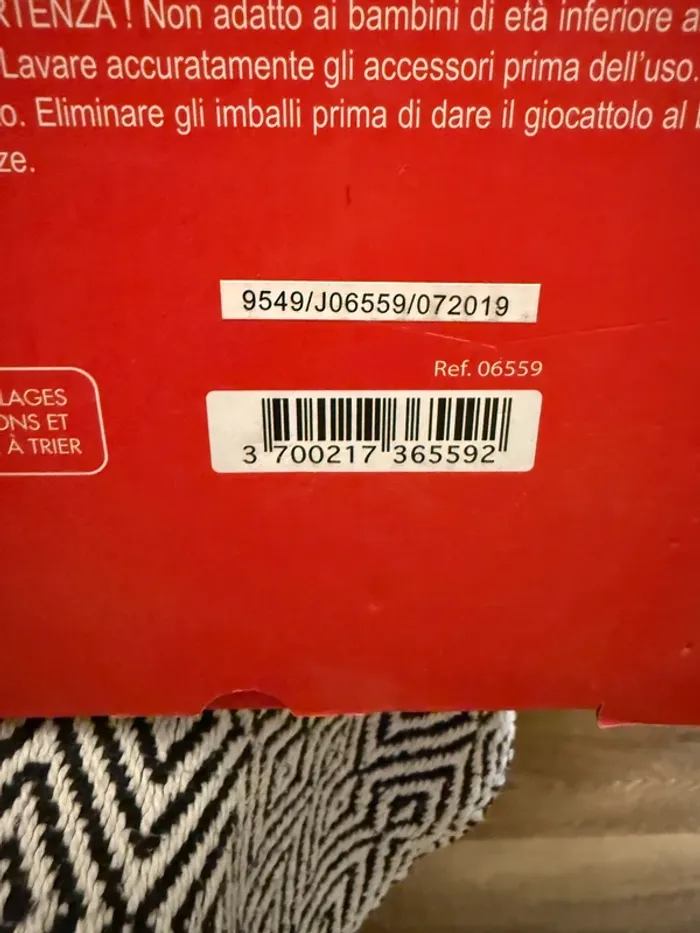 ! Non adatto ai bambini di età inferiore
Lavare accuratamente gli accessori prima dell'uso.
Eliminare gli imballi prima di dare il giocattolo al
9549/J06559/072019
Ref. 06559
LAGES
ONS ET
À TRIER
3 700217 365592